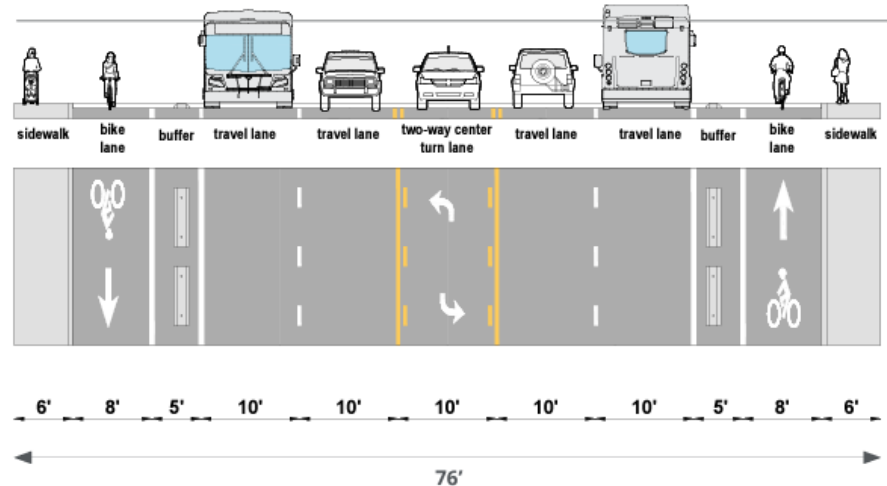 sidewalk bike lane buffer travel lane travel lane two-way center turn lane travel lane travel lane buffer bike lane sidewalk
6' 8' 5' 10' 10' 10' 10' 10' 5' 8' 6'
76'